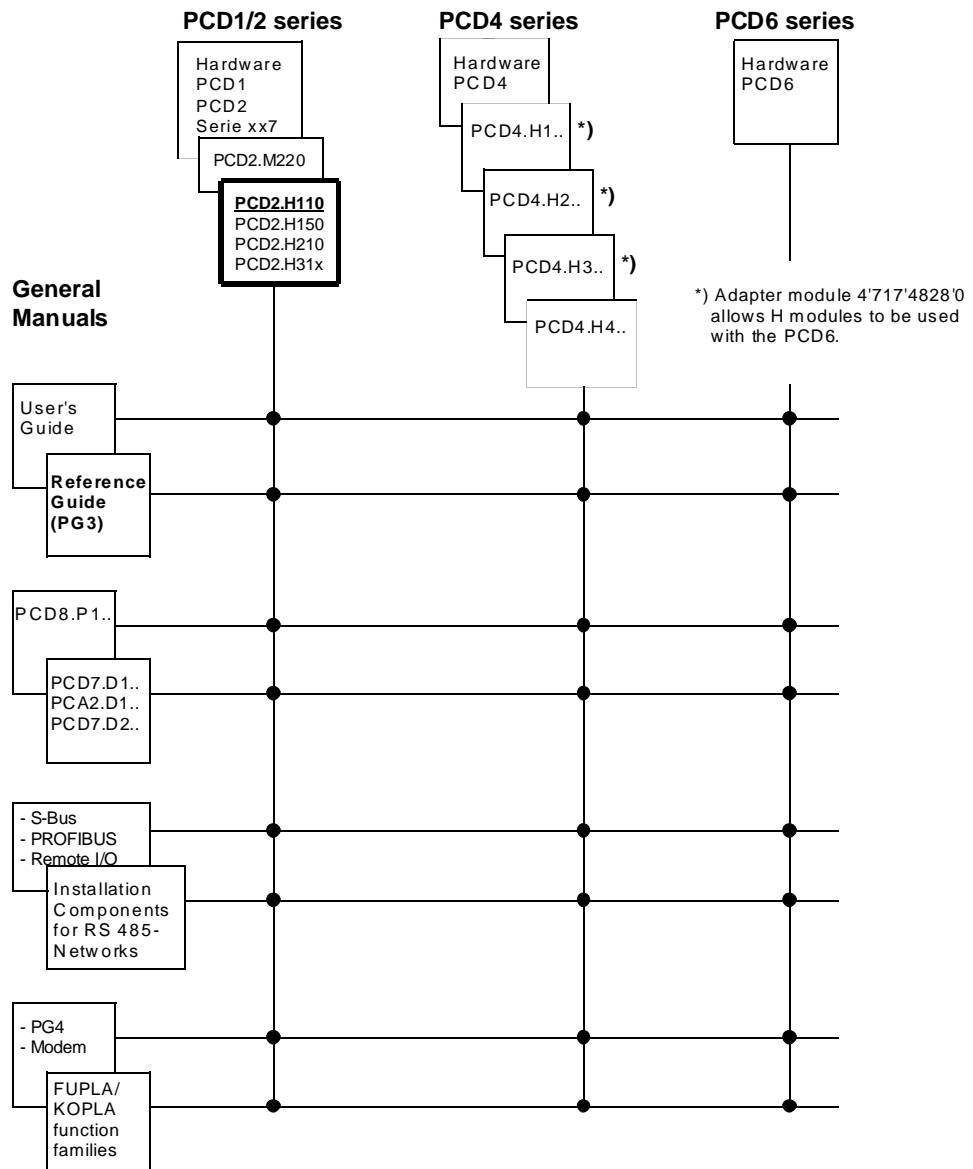 PCD1/2 series
PCD4 series
PCD6 series
Hardware
PCD1
PCD2
Serie xx7
PCD2.M220
PCD2.H110
PCD2.H150
PCD2.H210
PCD2.H31x
Hardware
PCD4
PCD4.H1.. *)
PCD4.H2.. *)
PCD4.H3.. *)
PCD4.H4..
Hardware
PCD6
*) Adapter module 4'717'4828'0
allows H modules to be used
with the PCD6.
General
Manuals
User's
Guide
Reference
Guide
(PG3)
PCD8.P1..
PCD7.D1..
PCA2.D1..
PCD7.D2..
- S-Bus
- PROFIBUS
- Remote I/O
Installation
Components
for RS 485-
Networks
- PG4
- Modem
FUPLA/
KOPLA
function
families